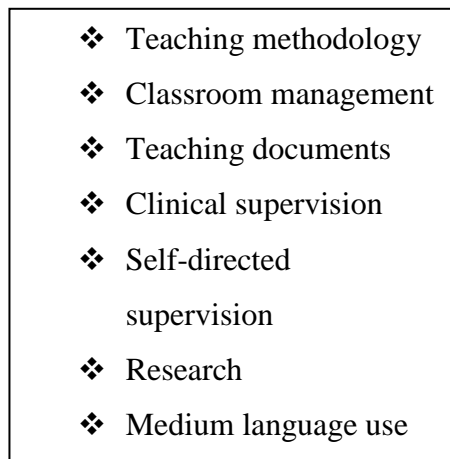 ❖ Teaching methodology
❖ Classroom management
❖ Teaching documents
❖ Clinical supervision
❖ Self-directed
supervision
❖ Research
❖ Medium language use